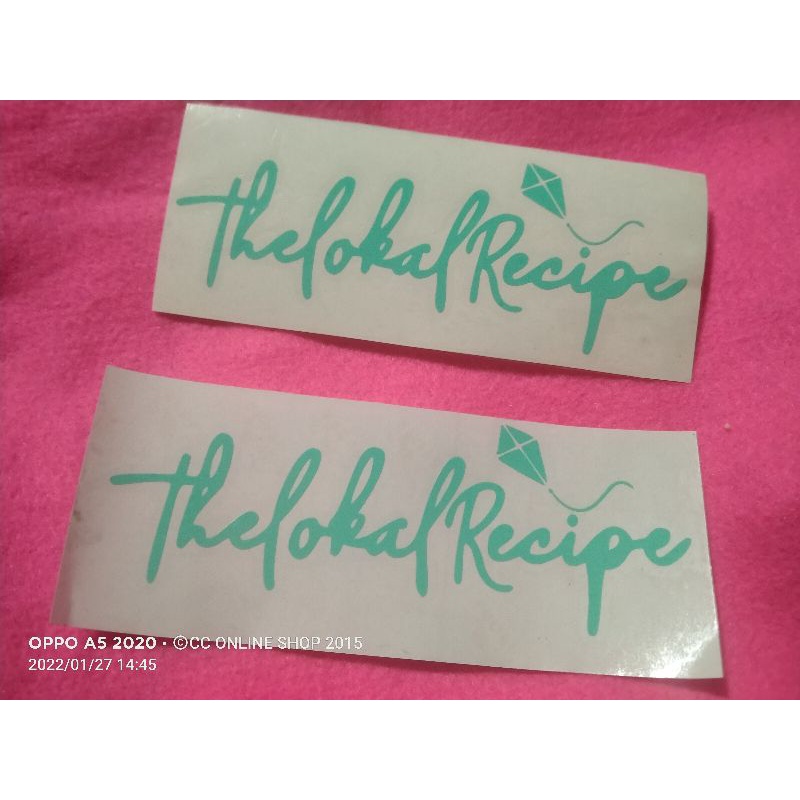 ThelokalRecipe
ThelokalRecipe
OPPO A5 2020 · ©CC ONLINE SHOP 2015
2022/01/27 14:45